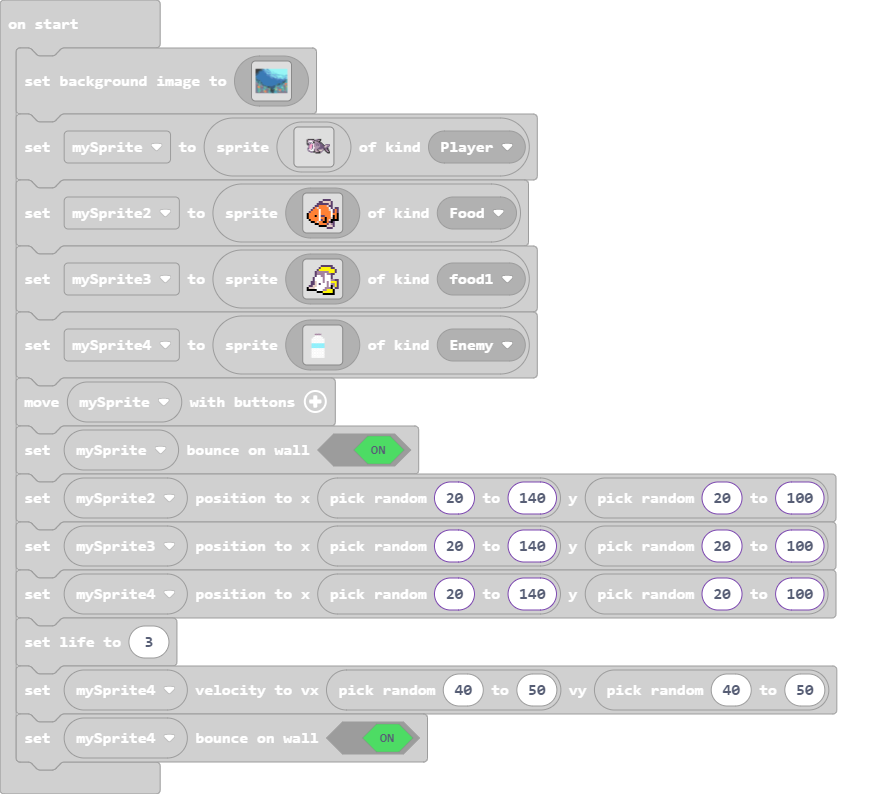 on start
set background image to
set mySprite to sprite of kind Player
set mySprite2 to sprite of kind Food
set mySprite3 to sprite of kind food1
set mySprite4 to sprite of kind Enemy
move mySprite with buttons
set mySprite bounce on wall ON
set mySprite2 position to x pick random 20 to 140 y pick random 20 to 100
set mySprite3 position to x pick random 20 to 140 y pick random 20 to 100
set mySprite4 position to x pick random 20 to 140 y pick random 20 to 100
set life to 3
set mySprite4 velocity to vx pick random 40 to 50 vy pick random 40 to 50
set mySprite4 bounce on wall ON